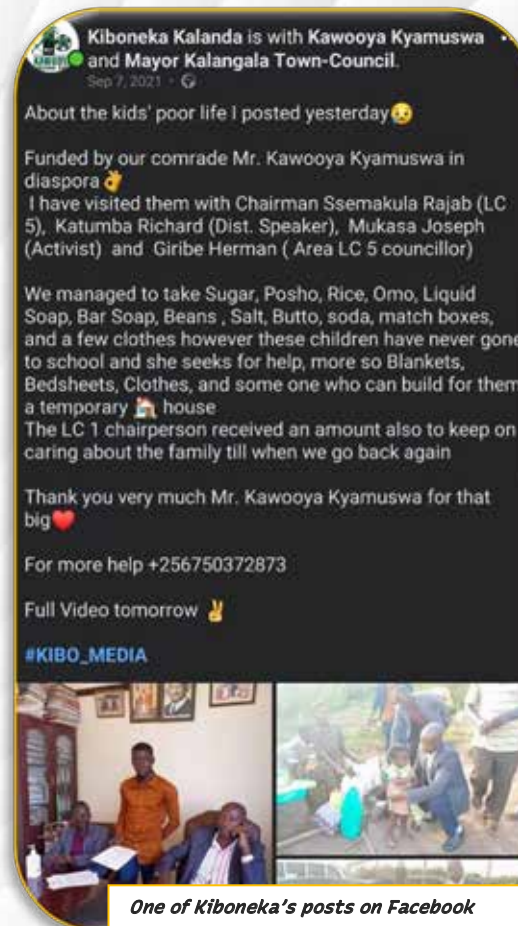 Kiboneka Kalanda is with Kawooya Kyamuswa
and Mayor Kalangala Town-Council.
Sep 7, 2021
About the kids' poor life I posted yesterday😥
Funded by our comrade Mr. Kawooya Kyamuswa in
diaspora👌
I have visited them with Chairman Ssemakula Rajab (LC
5), Katumba Richard (Dist. Speaker), Mukasa Joseph
(Activist) and Giribe Herman ( Area LC 5 councillor)
We managed to take Sugar, Posho, Rice, Omo, Liquid
Soap, Bar Soap, Beans , Salt, Butto, soda, match boxes,
and a few clothes however these children have never gone
to school and she seeks for help, more so Blankets,
Bedsheets, Clothes, and some one who can build for them
a temporary 🏠 house
The LC 1 chairperson received an amount also to keep on
caring about the family till when we go back again
Thank you very much Mr. Kawooya Kyamuswa for that
big❤️
For more help +256750372873
Full Video tomorrow ✌️
#KIBO_MEDIA
One of Kiboneka's posts on Facebook